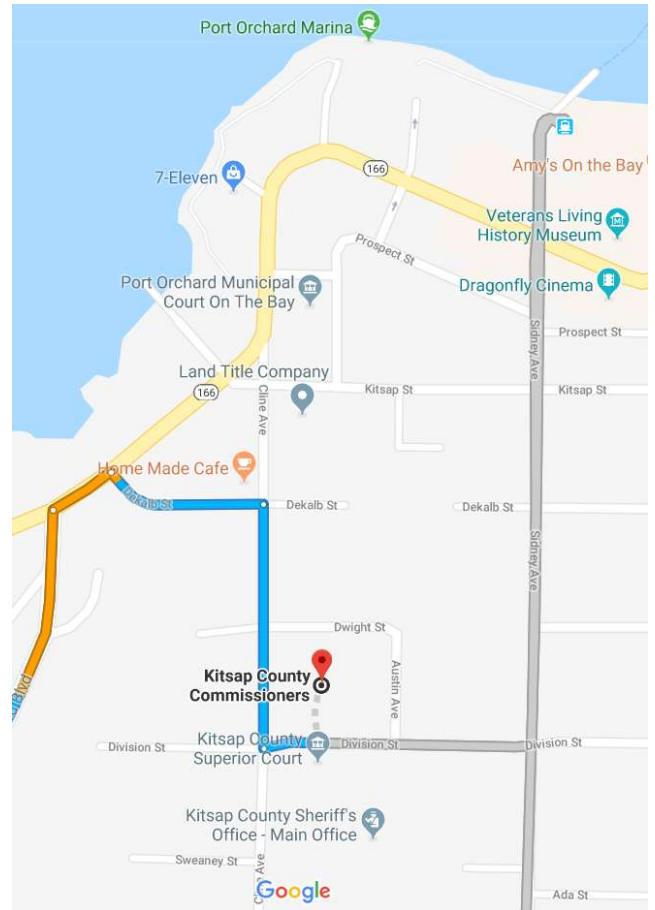 Port Orchard Marina
166
7-Eleven
Amy's On the Bay
Veterans Living
History Museum
Prospect St
Port Orchard Municipal
Court On The Bay
Dragonfly Cinema
Sidney Ave
Prospect St
Land Title Company
Kitsap St
Kitsap St
166
Cline Ave
Home Made Cafe
Dekalb St
Dekalb St
Dekalb St
Sidney Ave
Dwight St
Kitsap County
Commissioners
Austin Ave
Blvd
Kitsap County
Superior Court
Division St
Division St
Division St
Kitsap County Sheriff's
Office - Main Office
Sweaney St
Cline Ave
Google
Ada St